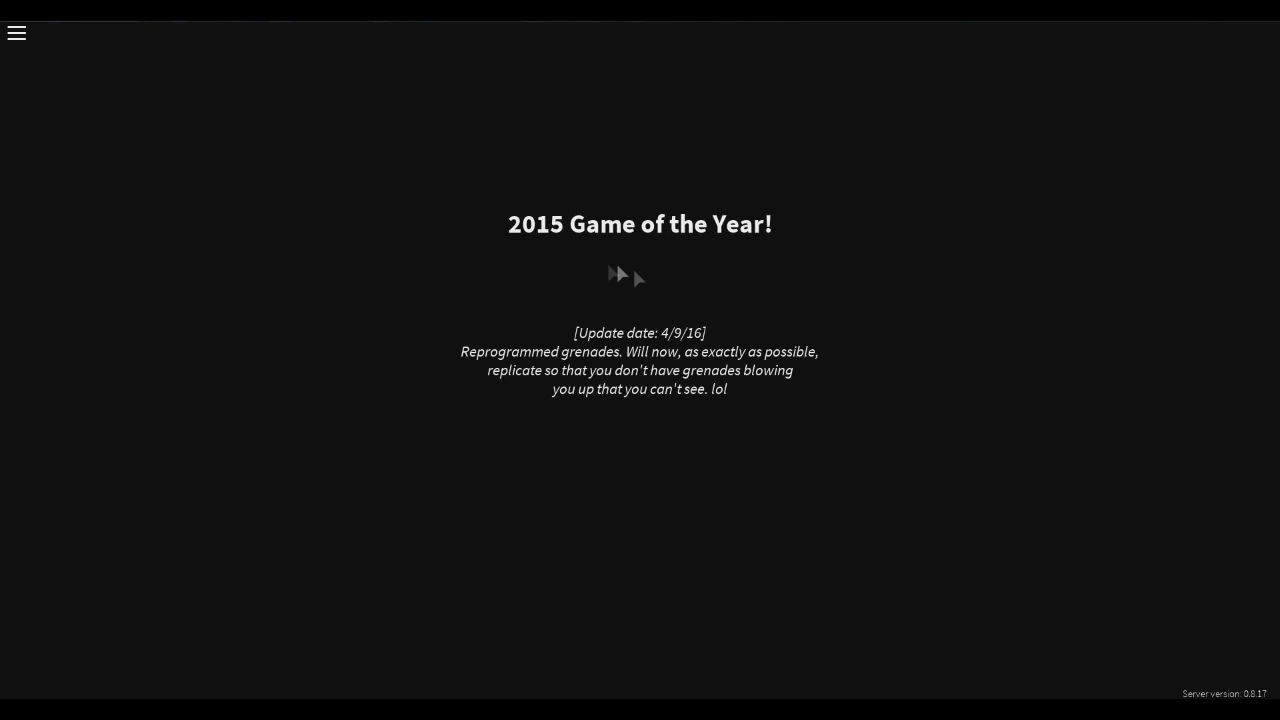 2015 Game of the Year!
[Update date: 4/9/16]
Reprogrammed grenades. Will now, as exactly as possible,
replicate so that you don't have grenades blowing
you up that you can't see. lol
Server version: 0.8.17